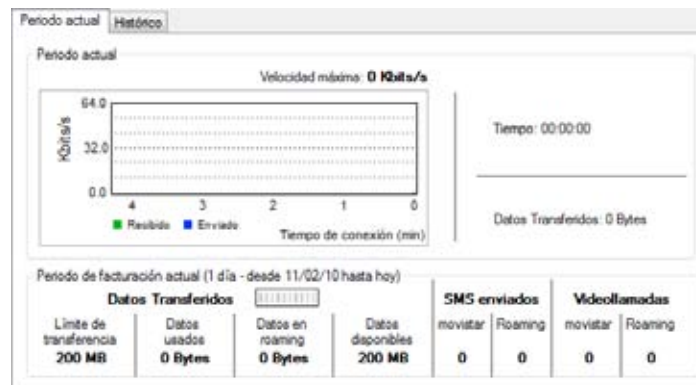 Periodo actual Histórico
Periodo actual
Velocidad máxima: 0 Kbits/s
64.0
Kbits/s
32.0
0.0
4 3 2 1 0
Recibido Enviado
Tiempo de conexión (min)
Tiempo: 00:00:00
Datos Transferidos: 0 Bytes
Periodo de facturación actual (1 día - desde 11/02/10 hasta hoy)
Datos Transferidos SMS enviados Videollamadas
Límite de Datos Datos en Datos movistar Roaming movistar Roaming
transferencia usados roaming disponibles
200 MB 0 Bytes 0 Bytes 200 MB 0 0 0 0